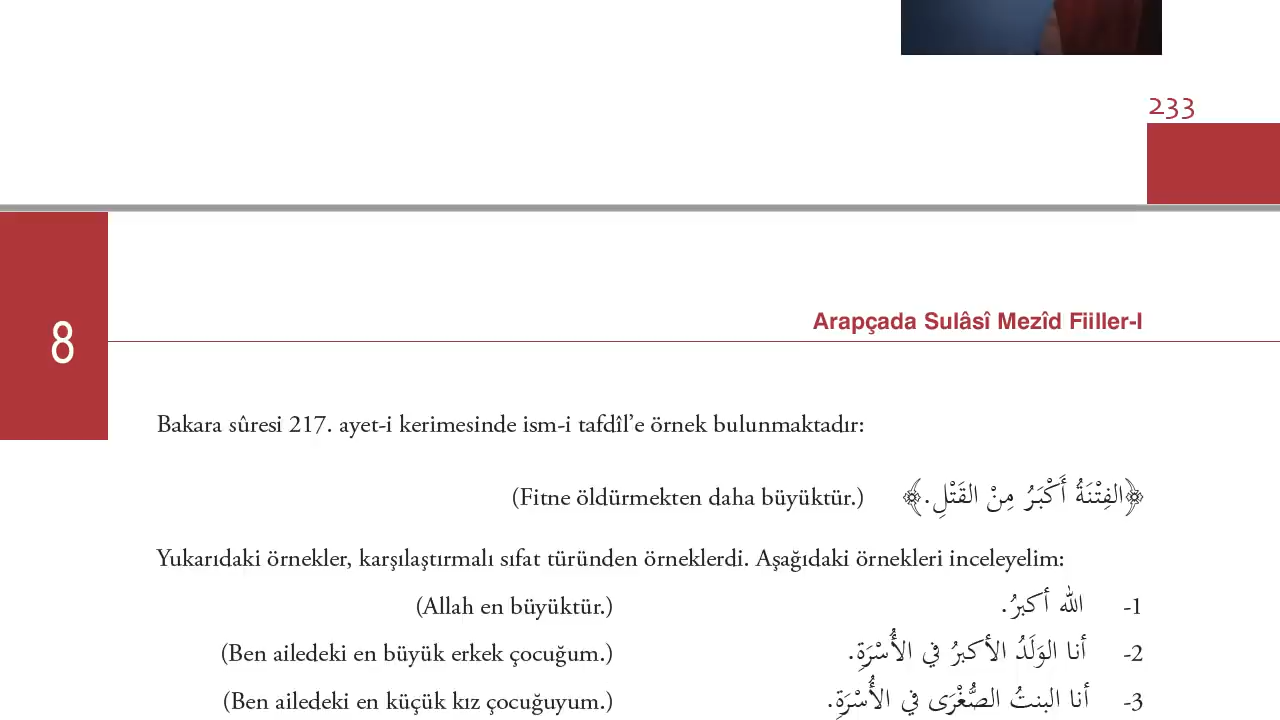 233
8
Arapçada Sulâsî Mezîd Fiiller-I
Bakara sûresi 217. ayet-i kerimesinde ism-i tafdîl’e örnek bulunmaktadır:
﴿الفِتْنَةُ أَكْبَرُ مِنْ القَتْلِ.﴾ (Fitne öldürmekten daha büyüktür.)
Yukarıdaki örnekler, karşılaştırmalı sıfat türünden örneklerdi. Aşağıdaki örnekleri inceleyelim:
1- الله أكبرُ. (Allah en büyüktür.)
2- أنا الوَلَدُ الأكبرُ في الأُسْرَةِ. (Ben ailedeki en büyük erkek çocuğum.)
3- أنا البنتُ الصُّغْرَى في الأُسْرَةِ. (Ben ailedeki en küçük kız çocuğuyum.)